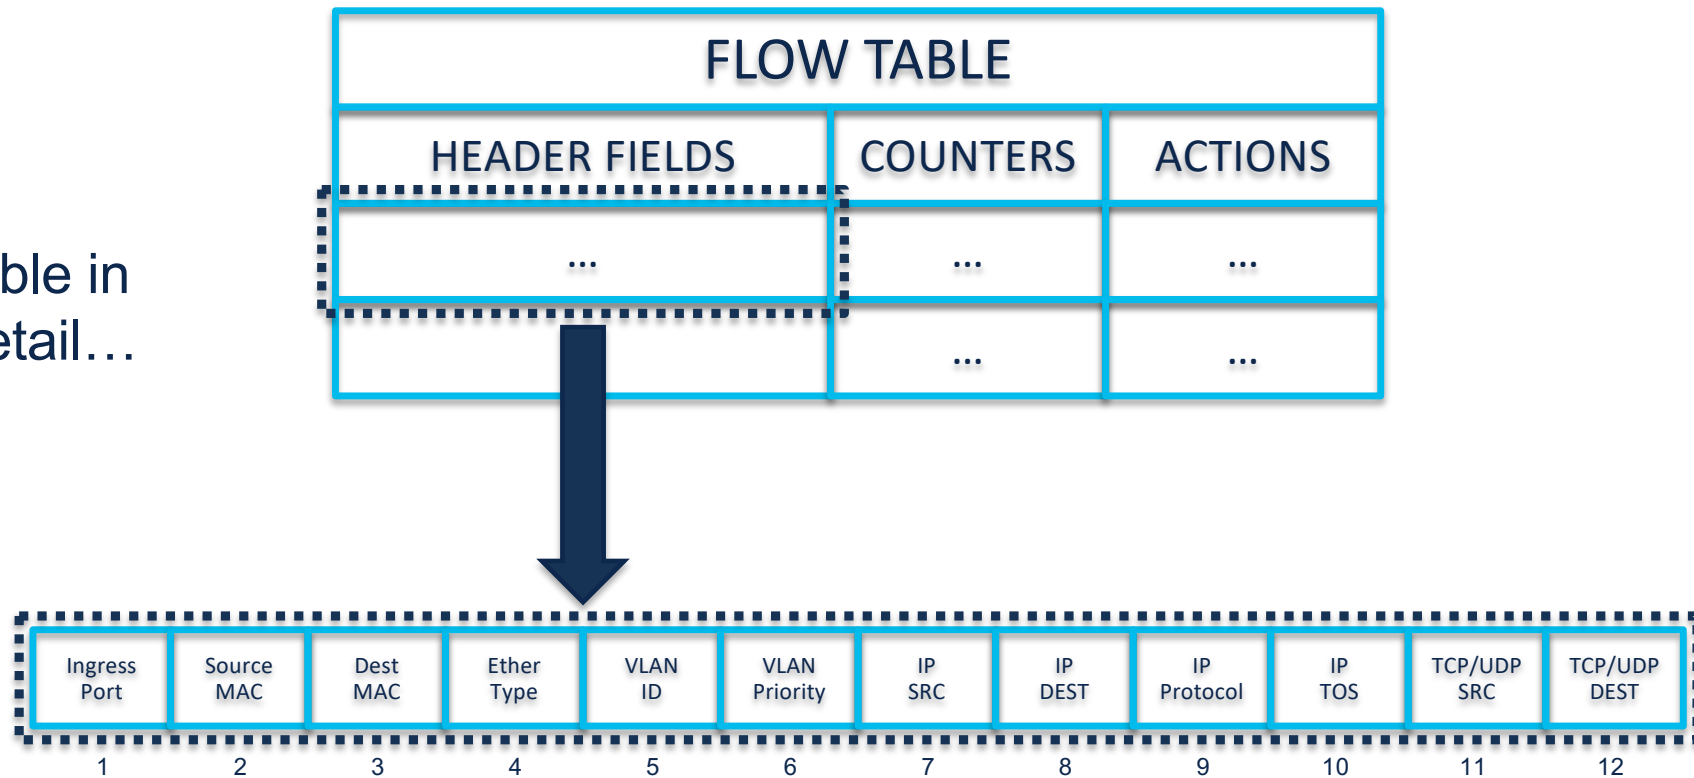 FLOW TABLE
HEADER FIELDS COUNTERS ACTIONS
... ... ...
... ...
ble in
etail…
Ingress Port Source MAC Dest MAC Ether Type VLAN ID VLAN Priority IP SRC IP DEST IP Protocol IP TOS TCP/UDP SRC TCP/UDP DEST
1 2 3 4 5 6 7 8 9 10 11 12